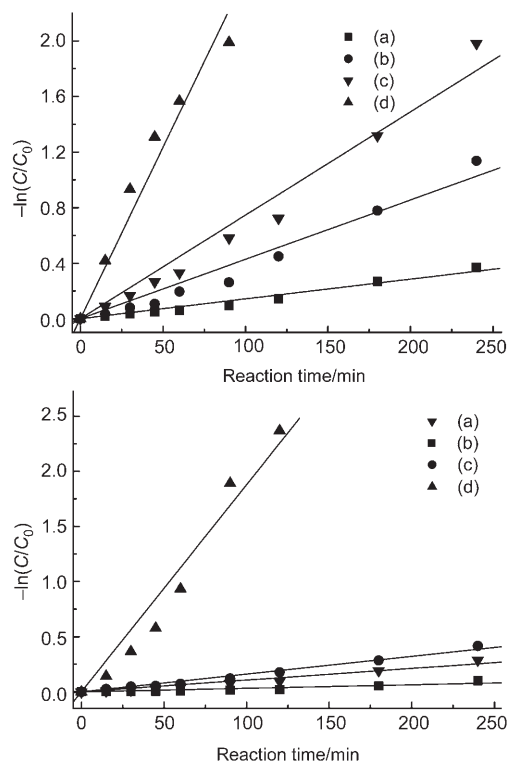 2.0
1.6
1.2
0.8
0.4
0.0
–ln(C/C₀)
(a)
(b)
(c)
(d)
0 50 100 150 200 250
Reaction time/min
2.5
2.0
1.5
1.0
0.5
0.0
–ln(C/C₀)
(a)
(b)
(c)
(d)
0 50 100 150 200 250
Reaction time/min